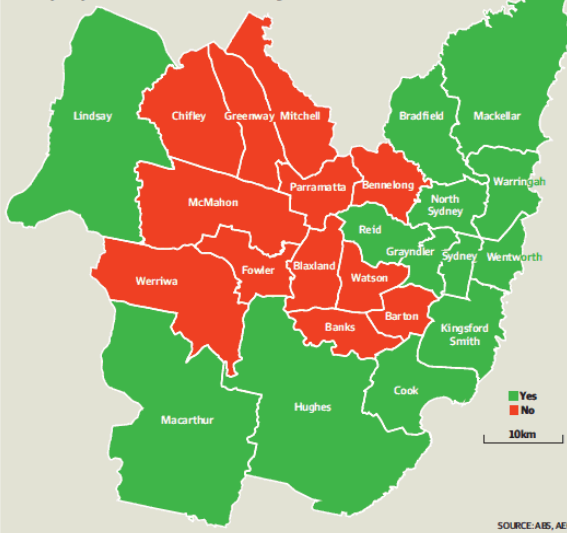 Lindsay
Chifley
Greenway
Mitchell
Bradfield
Mackellar
Parramatta
Bennelong
Warringah
McMahon
North
Sydney
Reid
Grayndler
Sydney
Wentworth
Werriwa
Fowler
Blaxland
Watson
Banks
Barton
Kingsford
Smith
Macarthur
Hughes
Cook
Yes
No
10km
SOURCE: ABS,